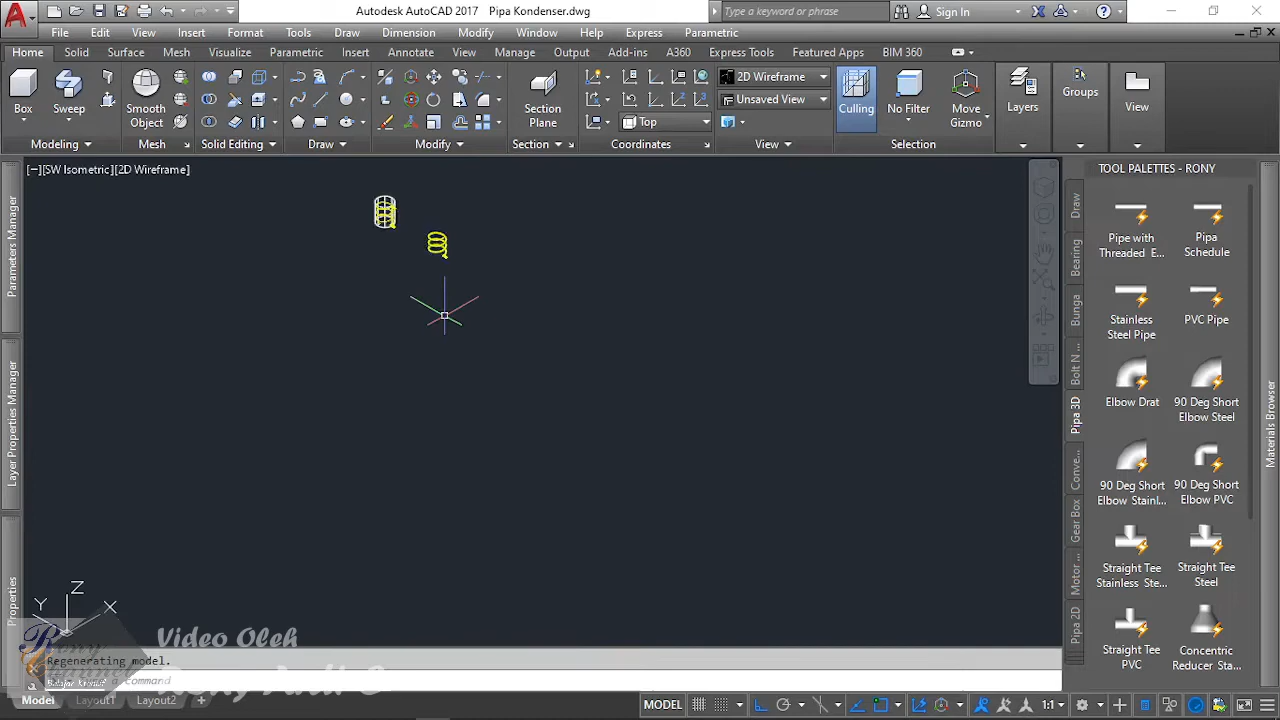 Autodesk AutoCAD 2017 Pipa Kondenser.dwg
Type a keyword or phrase
Sign In
File Edit View Insert Format Tools Draw Dimension Modify Window Help Express Parametric
Home Solid Surface Mesh Visualize Parametric Insert Annotate View Manage Output Add-ins A360 Express Tools Featured Apps BIM 360
Box
Sweep
Smooth
Object
Section
Plane
2D Wireframe
Unsaved View
Top
Culling
No Filter
Move
Gizmo
Layers
Groups
View
Modeling
Mesh
Solid Editing
Draw
Modify
Section
Coordinates
View
Selection
[−][SW Isometric][2D Wireframe]
Parameters Manager
Layer Properties Manager
Properties
TOOL PALETTES - RONY
Draw
Bearing
Bunga
Bolt N ...
Pipa 3D
Conve...
Gear Box
Motor ...
Pipa 2D
Pipe with
Threaded E...
Pipa
Schedule
Stainless
Steel Pipe
PVC Pipe
Elbow Drat
90 Deg Short
Elbow Steel
90 Deg Short
Elbow Stainl...
90 Deg Short
Elbow PVC
Straight Tee
Stainless Ste...
Straight Tee
Steel
Straight Tee
PVC
Concentric
Reducer Sta...
Materials Browser
Z
Y
X
Video Oleh
Rony
Channel
Regenerating model.
a command
Model Layout1 Layout2 +
MODEL
1:1